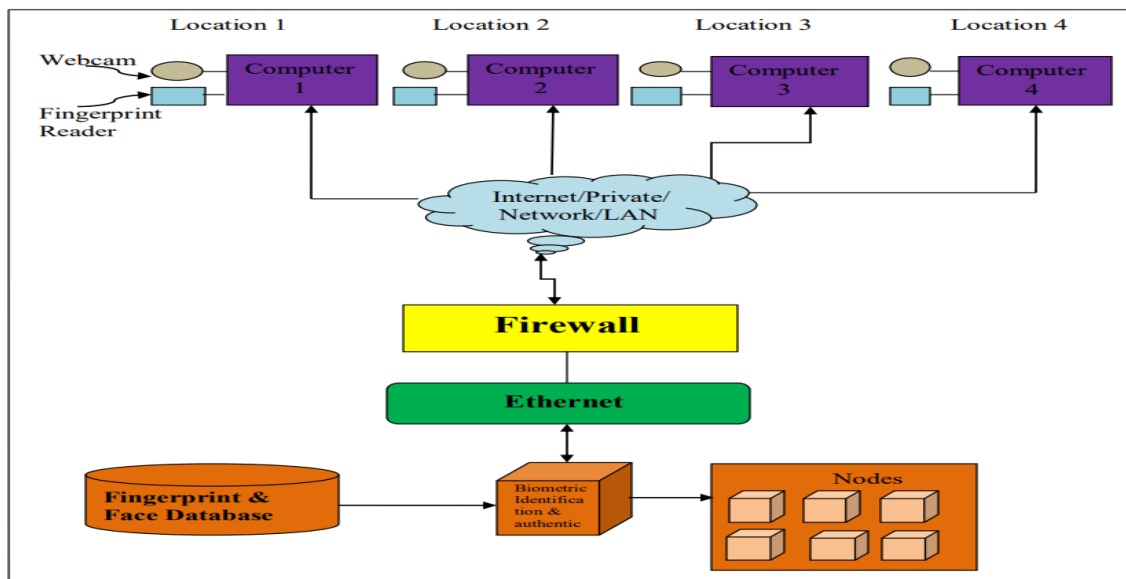 Location 1
Location 2
Location 3
Location 4
Webcam
Fingerprint
Reader
Computer
1
Computer
2
Computer
3
Computer
4
Internet/Private/
Network/LAN
Firewall
Ethernet
Fingerprint &
Face Database
Biometric
Identifica
tion &
authentic
Nodes